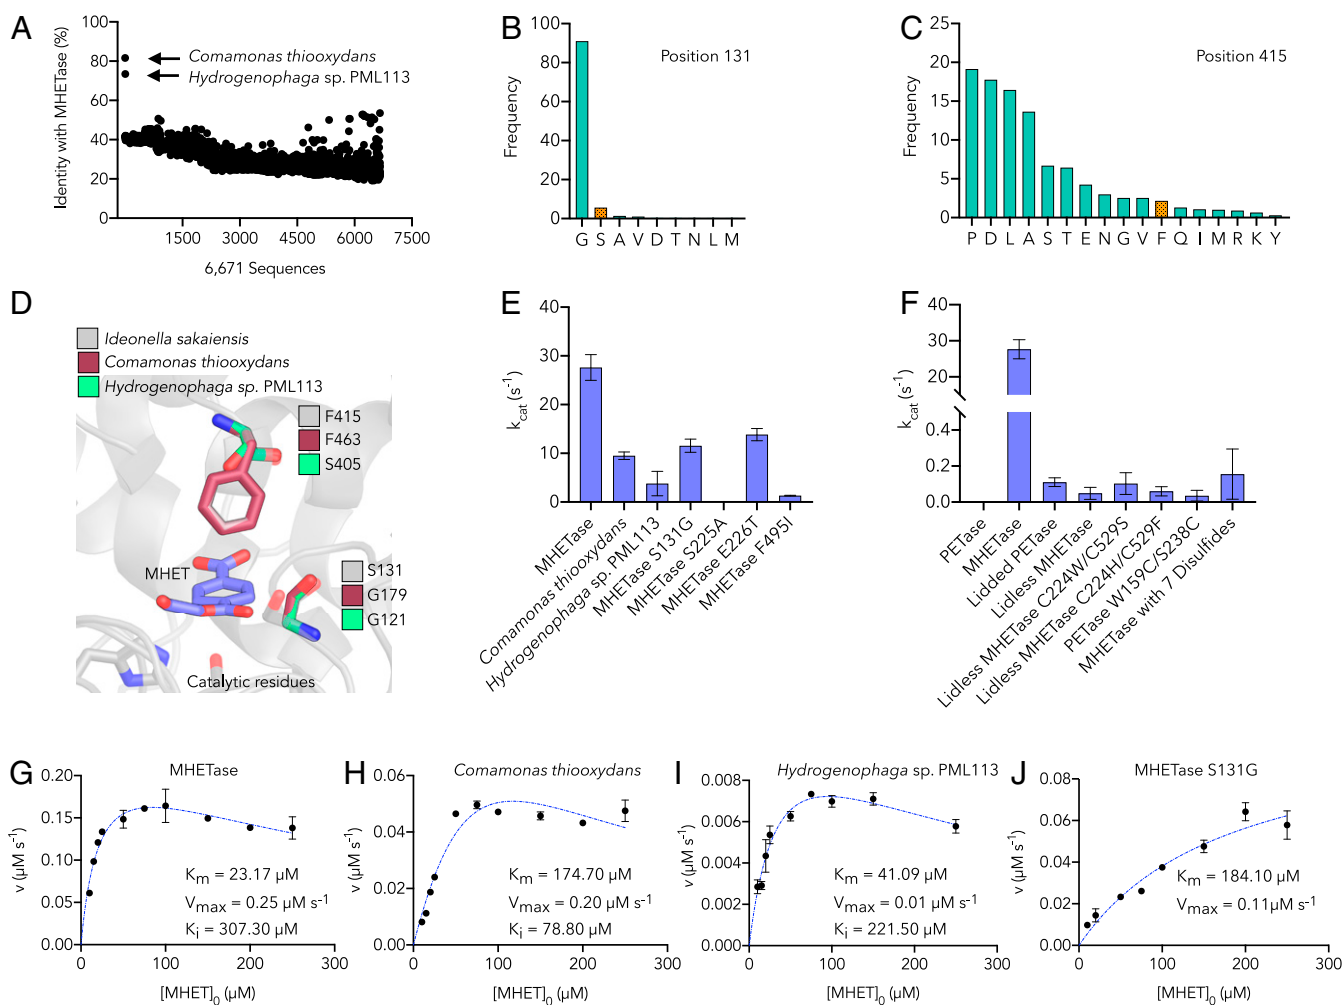 A
Identity with MHETase (%)
100
80
60
40
20
0
Comamonas thiooxydans
Hydrogenophaga sp. PML113
1500 3000 4500 6000 7500
6,671 Sequences
B
Frequency
100
80
60
40
20
0
Position 131
G S A V D T N L M
C
Frequency
25
20
15
10
5
0
Position 415
P D L A S T E N G V F Q I M R K Y
D
Ideonella sakaiensis
Comamonas thiooxydans
Hydrogenophaga sp. PML113
F415
F463
S405
MHET
S131
G179
G121
Catalytic residues
E
kcat (s-1)
40
30
20
10
0
MHETase
Comamonas thiooxydans
Hydrogenophaga sp. PML113
MHETase S131G
MHETase S225A
MHETase E226T
MHETase F495I
F
kcat (s-1)
40
30
20
0.4
0.2
0.0
PETase
MHETase
Lidded PETase
Lidless MHETase
Lidless MHETase C224W/C529S
Lidless MHETase C224H/C529F
PETase W159C/S238C
MHETase with 7 Disulfides
G
MHETase
v (µM s-1)
0.20
0.15
0.10
0.05
0.00
Km = 23.17 µM
Vmax = 0.25 µM s-1
Ki = 307.30 µM
0 100 200 300
[MHET]0 (µM)
H
Comamonas thiooxydans
v (µM s-1)
0.06
0.04
0.02
0.00
Km = 174.70 µM
Vmax = 0.20 µM s-1
Ki = 78.80 µM
0 100 200 300
[MHET]0 (µM)
I
Hydrogenophaga sp. PML113
v (µM s-1)
0.008
0.006
0.004
0.002
0.000
Km = 41.09 µM
Vmax = 0.01 µM s-1
Ki = 221.50 µM
0 100 200 300
[MHET]0 (µM)
J
MHETase S131G
v (µM s-1)
0.08
0.06
0.04
0.02
0.00
Km = 184.10 µM
Vmax = 0.11µM s-1
0 100 200 300
[MHET]0 (µM)